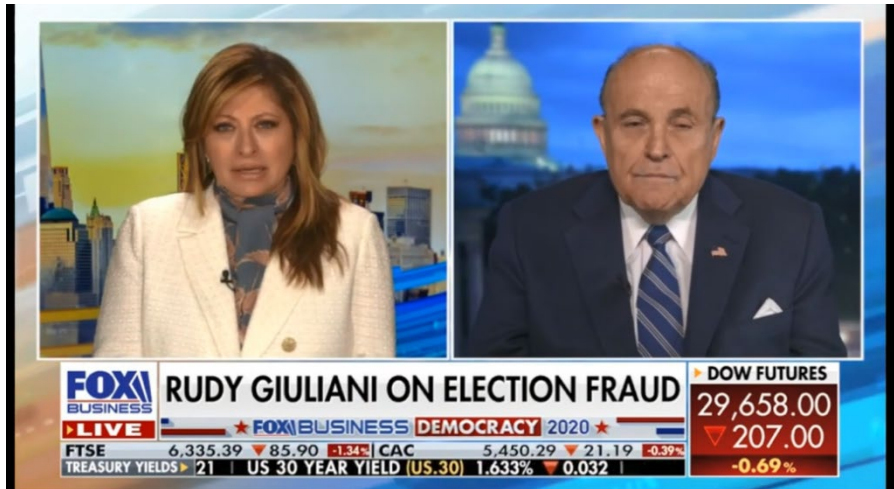 FOX
BUSINESS
LIVE
RUDY GIULIANI ON ELECTION FRAUD
FOX BUSINESS DEMOCRACY 2020
DOW FUTURES
29,658.00
207.00
-0.69%
FTSE 6,335.39 85.90 -1.34% CAC 5,450.29 21.19 -0.39%
TREASURY YIELDS 21 US 30 YEAR YIELD (US.30) 1.633% 0.032